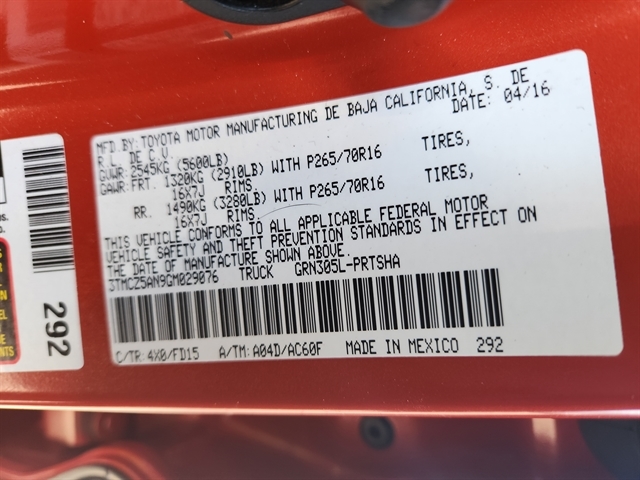 MFD. BY: TOYOTA MOTOR MANUFACTURING DE BAJA CALIFORNIA, S. DE
R.L. DE C.V. DATE: 04/16
GVWR: 2545KG (5600LB)
GAWR: FRT. 1320KG (2910LB) WITH P265/70R16 TIRES,
16X7J RIMS.
RR. 1490KG (3280LB) WITH P265/70R16 TIRES,
16X7J RIMS.
THIS VEHICLE CONFORMS TO ALL APPLICABLE FEDERAL MOTOR
VEHICLE SAFETY AND THEFT PREVENTION STANDARDS IN EFFECT ON
THE DATE OF MANUFACTURE SHOWN ABOVE.
3TMCZ5AN9GM029076 TRUCK GRN305L-PRTSHA
C/TR: 4X0/FD15 A/TM: A04D/AC60F MADE IN MEXICO 292
292